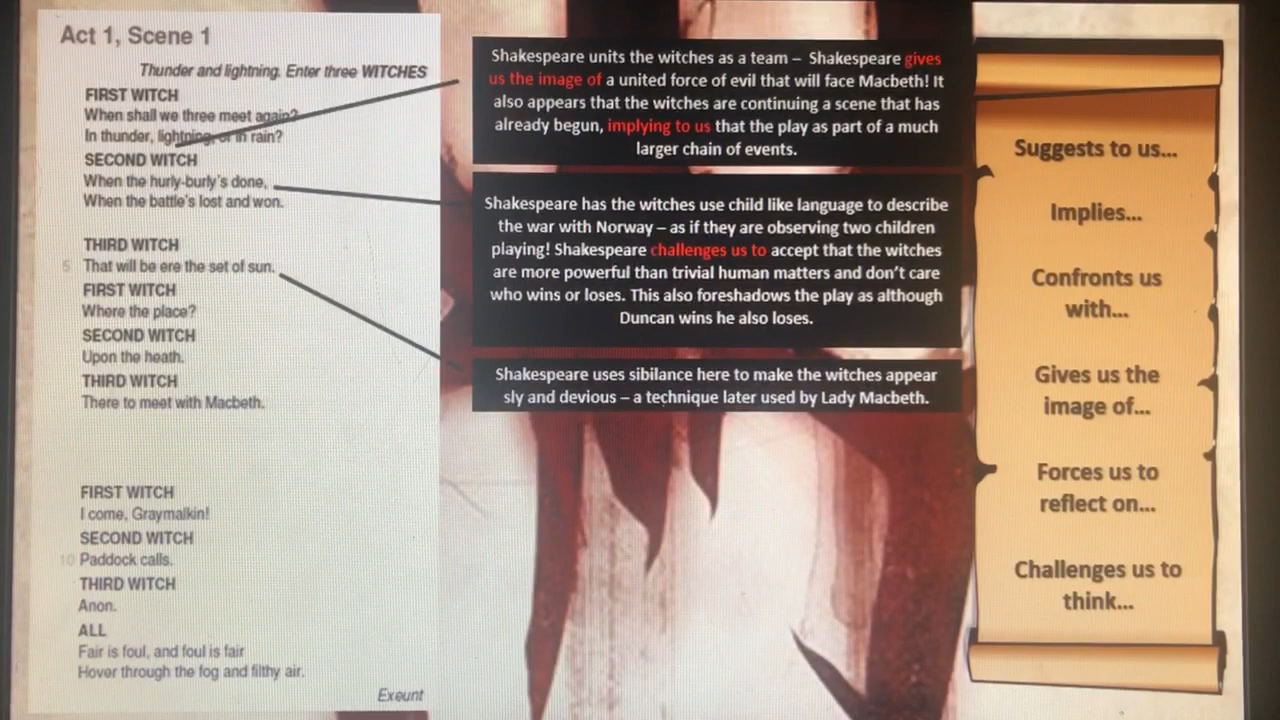 Act 1, Scene 1
Thunder and lightning. Enter three WITCHES
FIRST WITCH
When shall we three meet again?
In thunder, lightning, or in rain?
SECOND WITCH
When the hurly-burly's done,
When the battle's lost and won.
THIRD WITCH
5 That will be ere the set of sun.
FIRST WITCH
Where the place?
SECOND WITCH
Upon the heath.
THIRD WITCH
There to meet with Macbeth.
FIRST WITCH
I come, Graymalkin!
SECOND WITCH
10 Paddock calls.
THIRD WITCH
Anon.
ALL
Fair is foul, and foul is fair
Hover through the fog and filthy air.
Exeunt
Shakespeare units the witches as a team – Shakespeare gives
us the image of a united force of evil that will face Macbeth! It
also appears that the witches are continuing a scene that has
already begun, implying to us that the play as part of a much
larger chain of events.
Shakespeare has the witches use child like language to describe
the war with Norway – as if they are observing two children
playing! Shakespeare challenges us to accept that the witches
are more powerful than trivial human matters and don't care
who wins or loses. This also foreshadows the play as although
Duncan wins he also loses.
Shakespeare uses sibilance here to make the witches appear
sly and devious – a technique later used by Lady Macbeth.
Suggests to us...
Implies...
Confronts us
with...
Gives us the
image of...
Forces us to
reflect on...
Challenges us to
think...